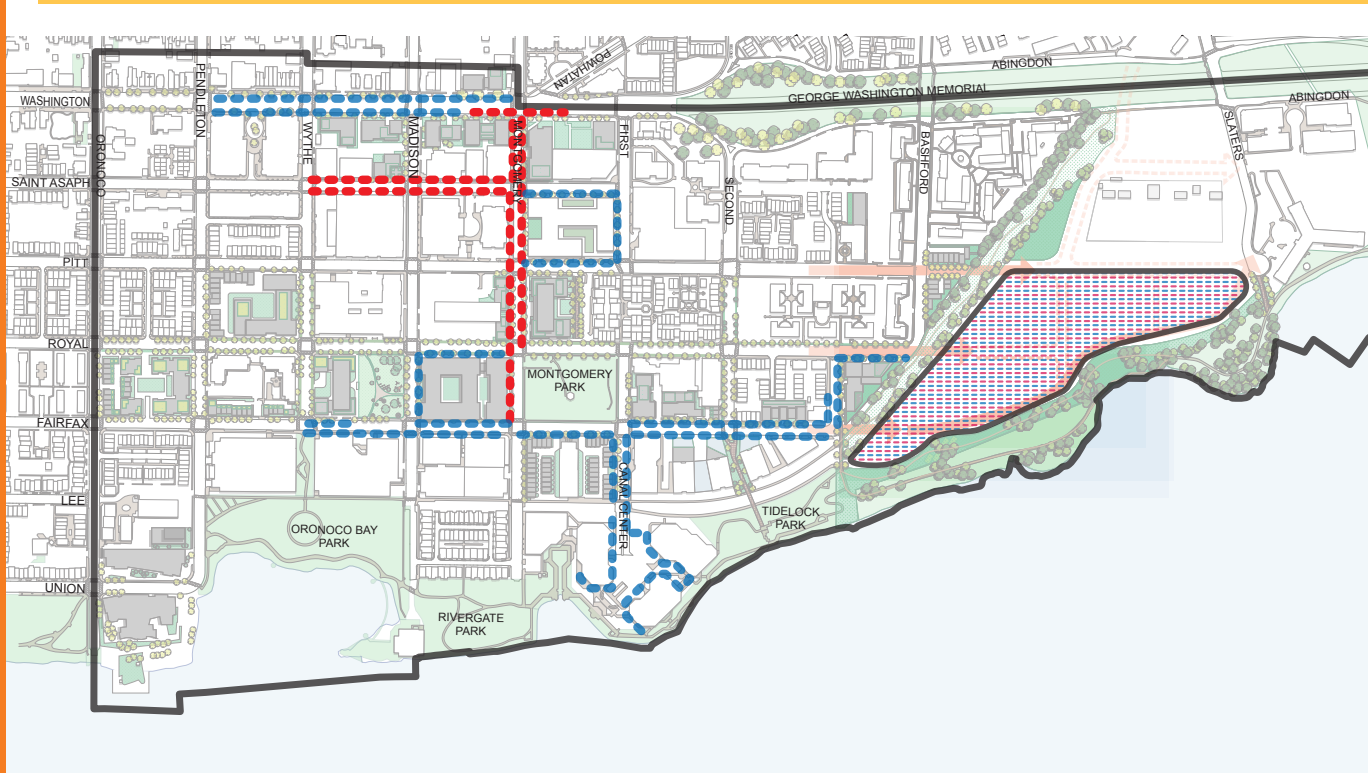 POWHATAN
ABINGDON
GEORGE WASHINGTON MEMORIAL
ABINGDON
PENDLETON
WASHINGTON
ORONOCO
WYTHE
MADISON
MONTGOMERY
FIRST
SECOND
BASHFORD
SLATERS
SAINT ASAPH
PITT
ROYAL
MONTGOMERY
PARK
FAIRFAX
CANAL CENTER
LEE
ORONOCO BAY
PARK
TIDELOCK
PARK
UNION
RIVERGATE
PARK